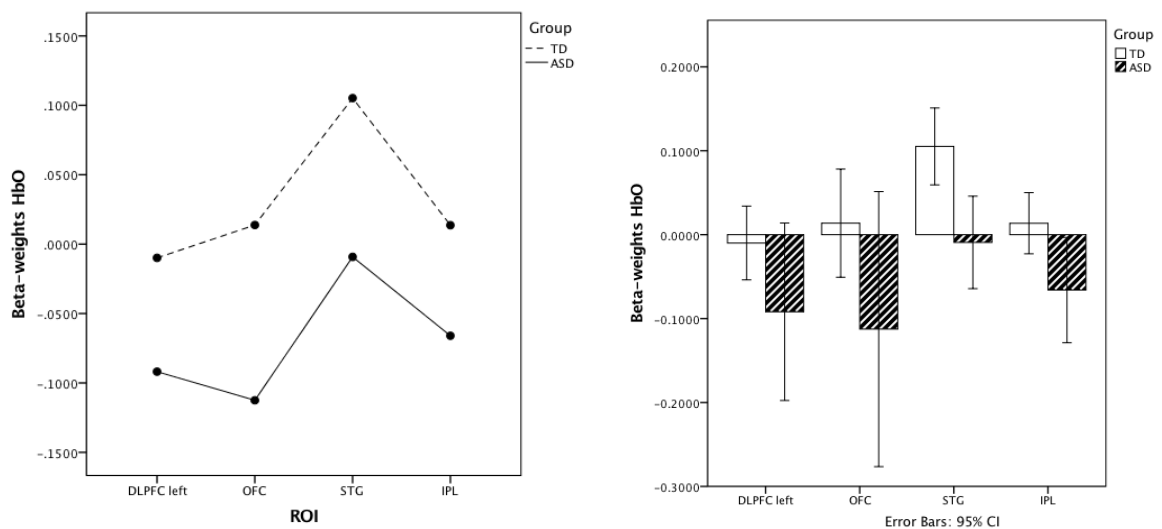 Group
TD
ASD
.1500
.1000
.0500
.0000
-.0500
-.1000
-.1500
Beta-weights HbO
DLPFC left OFC STG IPL
ROI
Group
TD
ASD
0.2000
0.1000
0.0000
-0.1000
-0.2000
-0.3000
Beta-weights HbO
DLPFC left OFC STG IPL
Error Bars: 95% CI